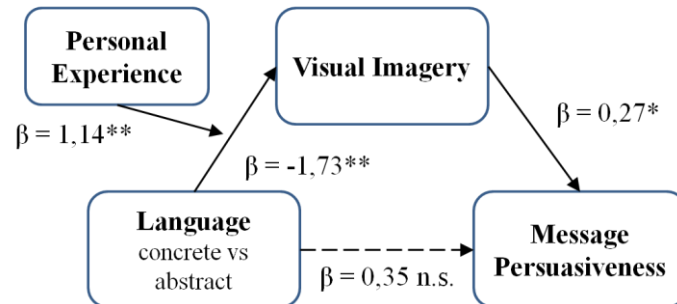 Personal
Experience
Visual Imagery
β = 1,14**
β = 0,27*
β = -1,73**
Language
concrete vs
abstract
β = 0,35 n.s.
Message
Persuasiveness